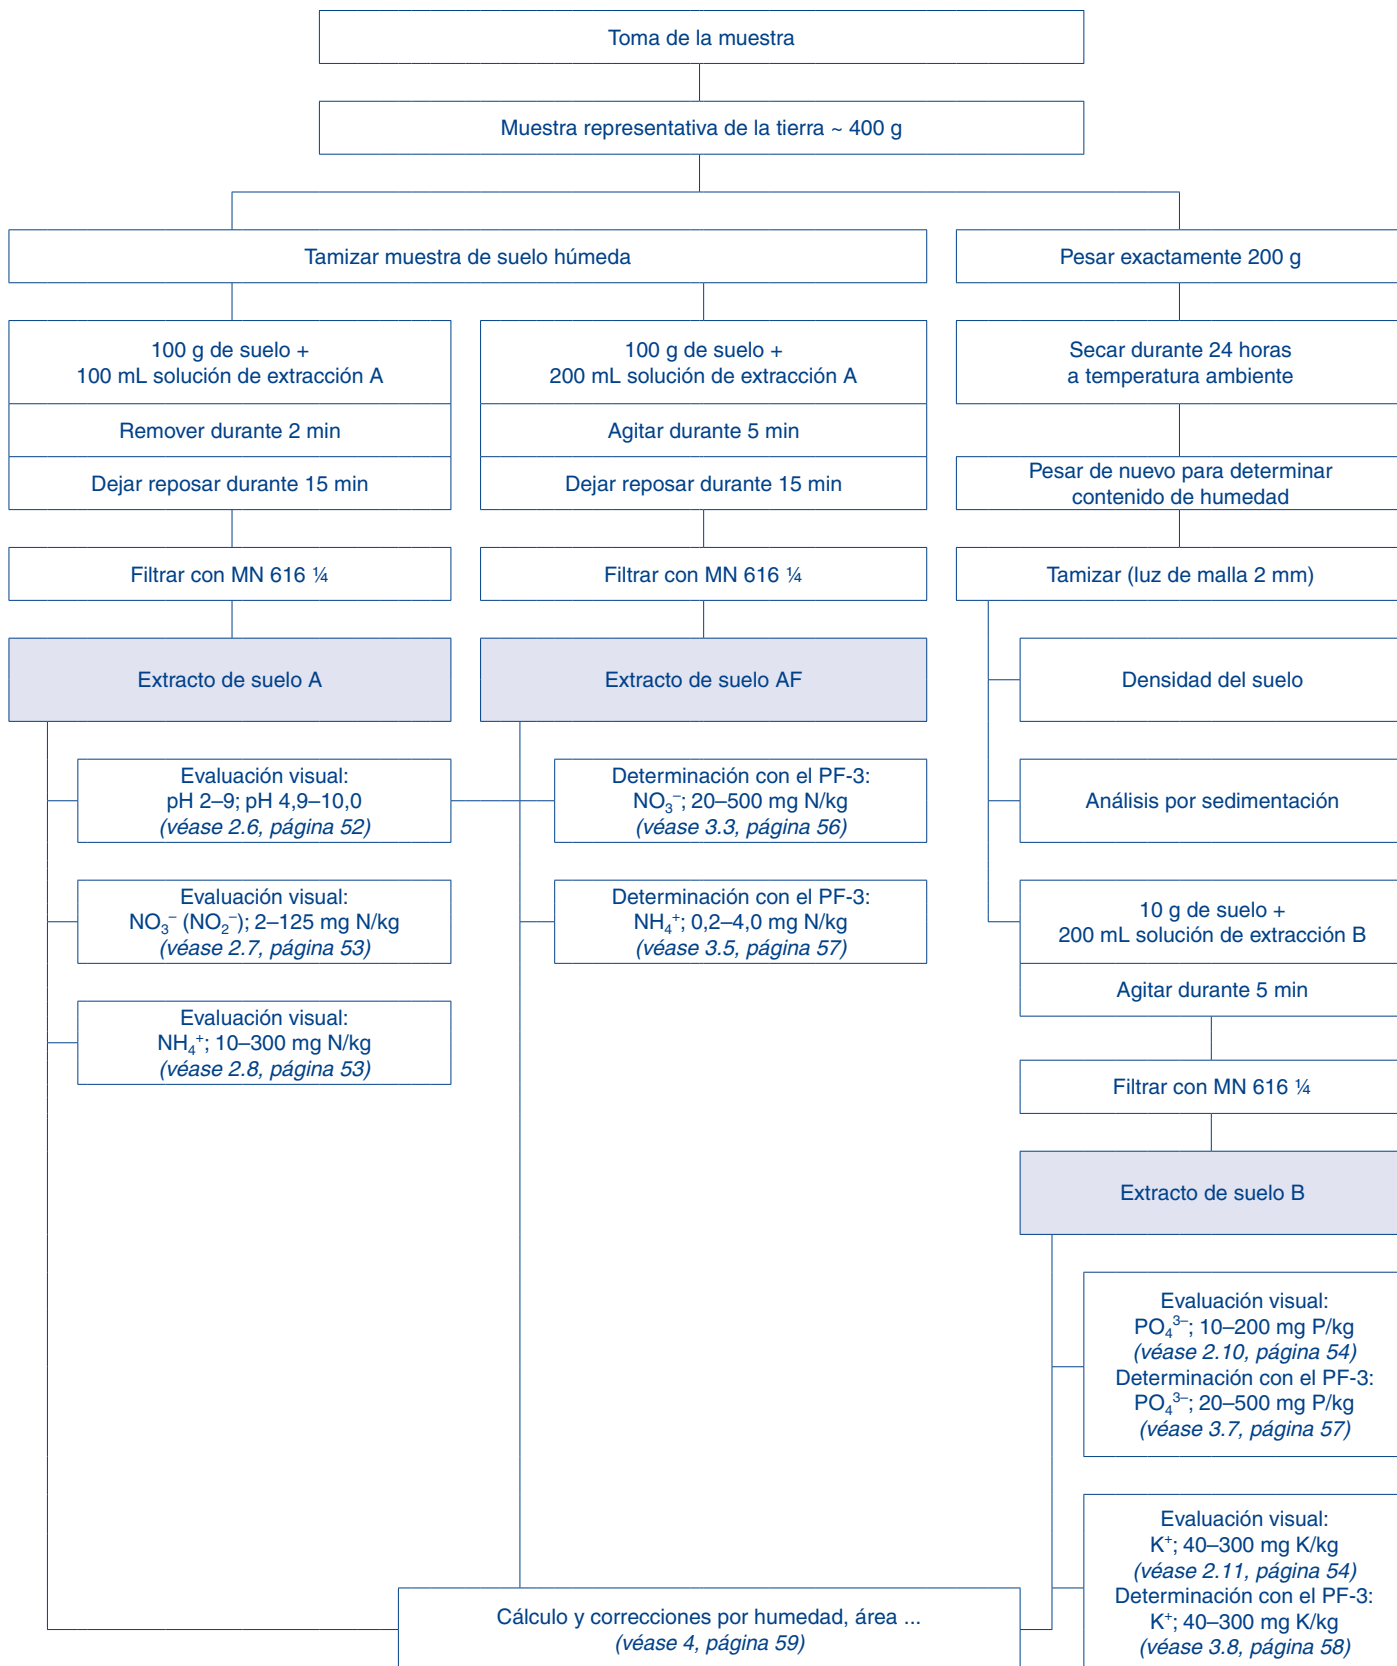 Toma de la muestra
Muestra representativa de la tierra ~ 400 g
Tamizar muestra de suelo húmeda
Pesar exactamente 200 g
100 g de suelo +
100 mL solución de extracción A
Remover durante 2 min
Dejar reposar durante 15 min
100 g de suelo +
200 mL solución de extracción A
Agitar durante 5 min
Dejar reposar durante 15 min
Secar durante 24 horas
a temperatura ambiente
Pesar de nuevo para determinar
contenido de humedad
Filtrar con MN 616 ¼
Filtrar con MN 616 ¼
Tamizar (luz de malla 2 mm)
Extracto de suelo A
Extracto de suelo AF
Densidad del suelo
Evaluación visual:
pH 2–9; pH 4,9–10,0
(véase 2.6, página 52)
Determinación con el PF-3:
NO₃⁻; 20–500 mg N/kg
(véase 3.3, página 56)
Análisis por sedimentación
Evaluación visual:
NO₃⁻ (NO₂⁻); 2–125 mg N/kg
(véase 2.7, página 53)
Determinación con el PF-3:
NH₄⁺; 0,2–4,0 mg N/kg
(véase 3.5, página 57)
10 g de suelo +
200 mL solución de extracción B
Agitar durante 5 min
Evaluación visual:
NH₄⁺; 10–300 mg N/kg
(véase 2.8, página 53)
Filtrar con MN 616 ¼
Extracto de suelo B
Evaluación visual:
PO₄³⁻; 10–200 mg P/kg
(véase 2.10, página 54)
Determinación con el PF-3:
PO₄³⁻; 20–500 mg P/kg
(véase 3.7, página 57)
Evaluación visual:
K⁺; 40–300 mg K/kg
(véase 2.11, página 54)
Determinación con el PF-3:
K⁺; 40–300 mg K/kg
(véase 3.8, página 58)
Cálculo y correcciones por humedad, área ...
(véase 4, página 59)